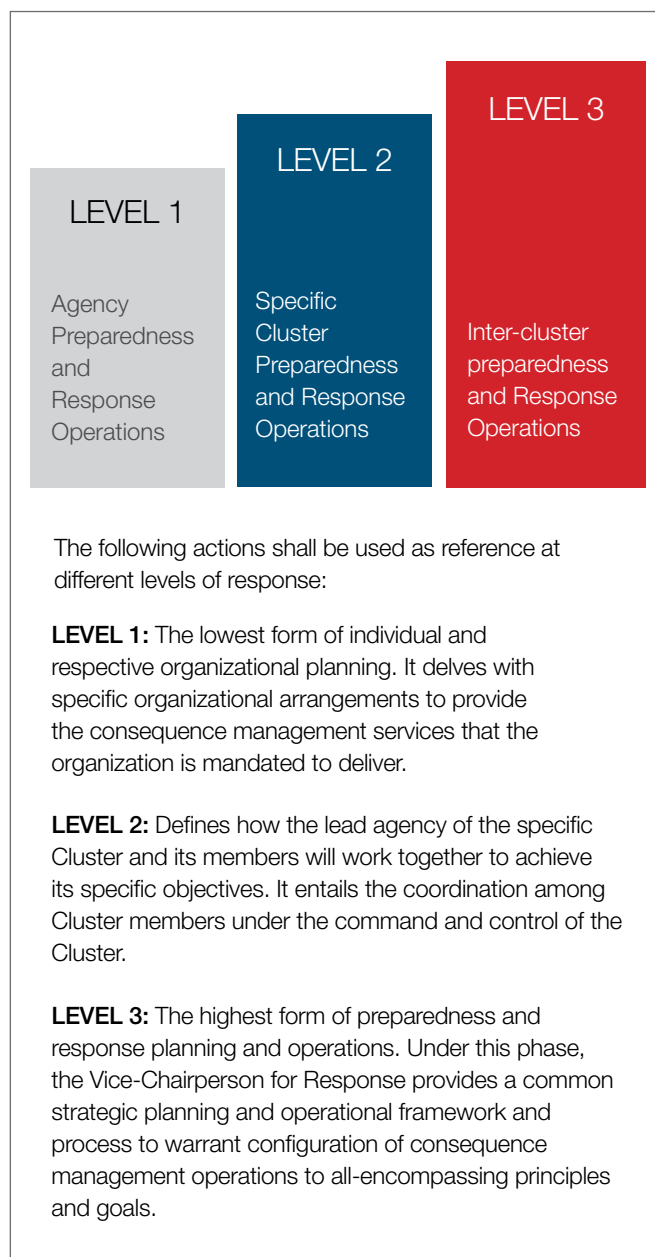 LEVEL 1
Agency
Preparedness
and
Response
Operations
LEVEL 2
Specific
Cluster
Preparedness
and Response
Operations
LEVEL 3
Inter-cluster
preparedness
and Response
Operations
The following actions shall be used as reference at
different levels of response:
LEVEL 1: The lowest form of individual and
respective organizational planning. It delves with
specific organizational arrangements to provide
the consequence management services that the
organization is mandated to deliver.
LEVEL 2: Defines how the lead agency of the specific
Cluster and its members will work together to achieve
its specific objectives. It entails the coordination among
Cluster members under the command and control of the
Cluster.
LEVEL 3: The highest form of preparedness and
response planning and operations. Under this phase,
the Vice-Chairperson for Response provides a common
strategic planning and operational framework and
process to warrant configuration of consequence
management operations to all-encompassing principles
and goals.